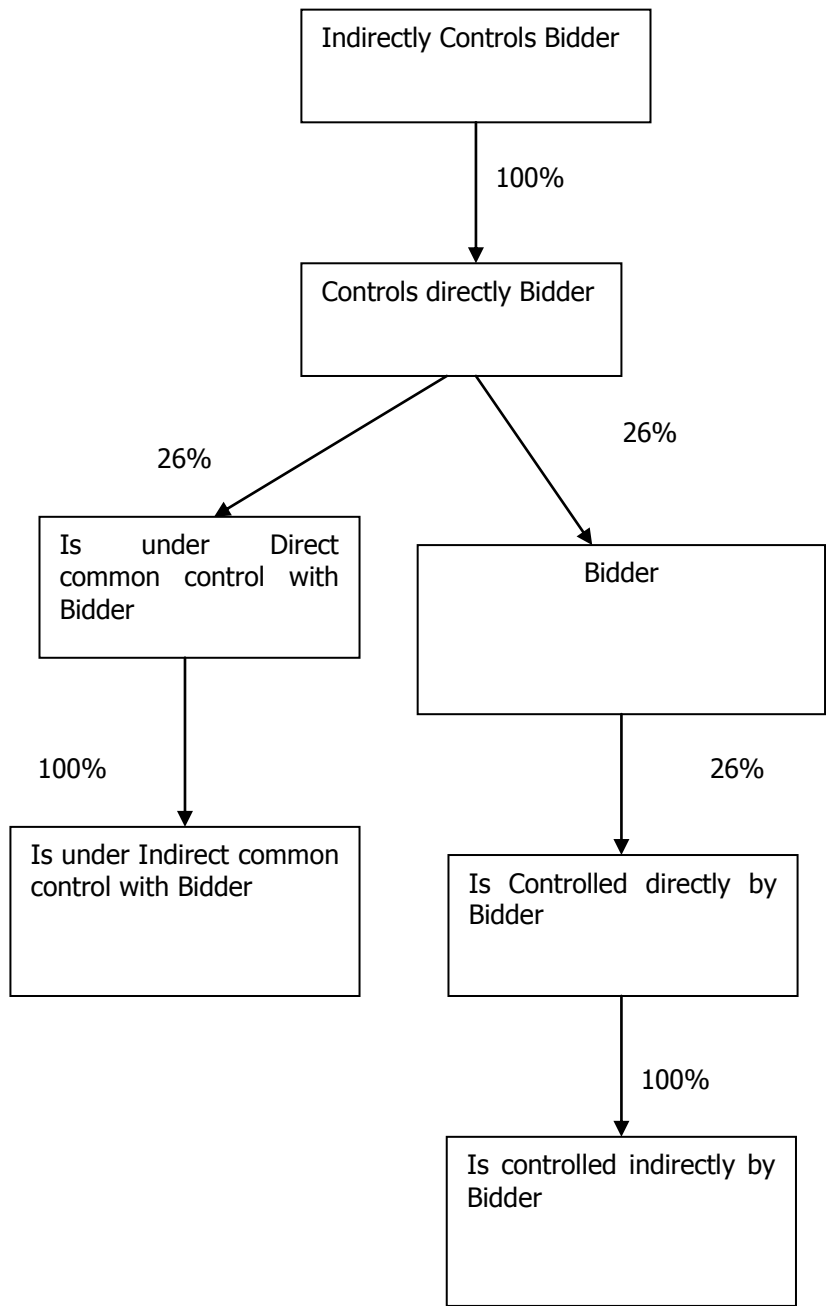 Indirectly Controls Bidder
100%
Controls directly Bidder
26%
26%
Is under Direct
common control with
Bidder
Bidder
100%
26%
Is under Indirect common
control with Bidder
Is Controlled directly by
Bidder
100%
Is controlled indirectly by
Bidder